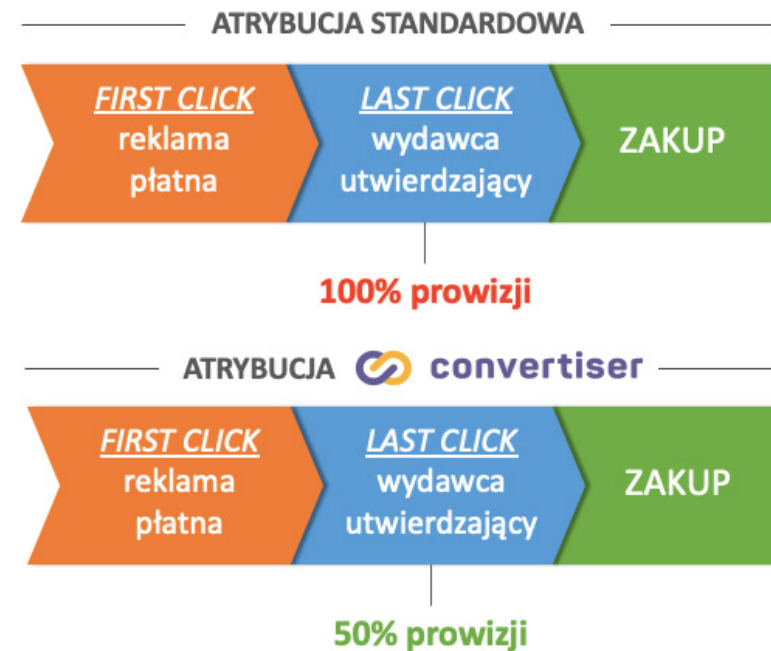 ATRYBUCJA STANDARDOWA
FIRST CLICK
reklama
płatna
LAST CLICK
wydawca
utwierdzający
ZAKUP
100% prowizji
ATRYBUCJA convertiser
FIRST CLICK
reklama
płatna
LAST CLICK
wydawca
utwierdzający
ZAKUP
50% prowizji